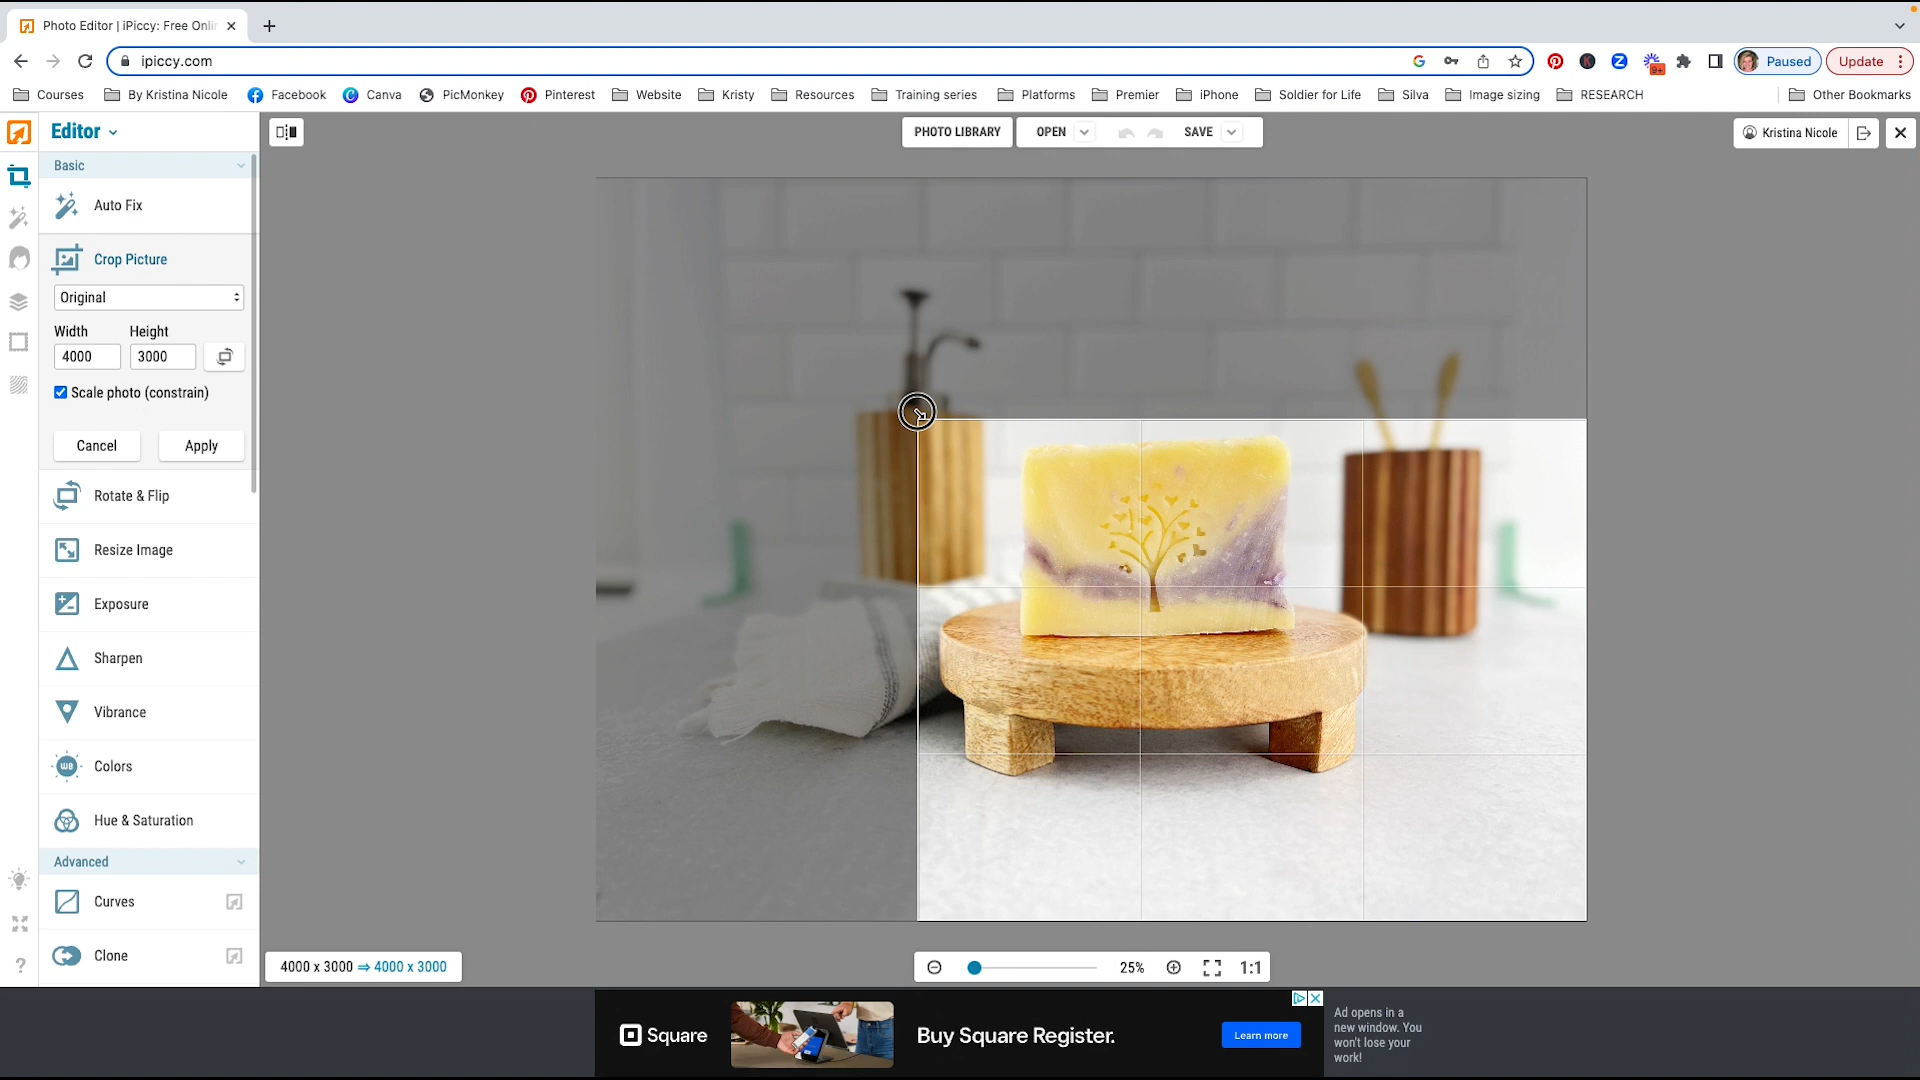 Photo Editor | iPiccy: Free Onlin
ipiccy.com
Paused
Update
9+
Courses
By Kristina Nicole
Facebook
Canva
PicMonkey
Pinterest
Website
Kristy
Resources
Training series
Platforms
Premier
iPhone
Soldier for Life
Silva
Image sizing
RESEARCH
Other Bookmarks
Editor
PHOTO LIBRARY
OPEN
SAVE
Kristina Nicole
Basic
Auto Fix
Crop Picture
Original
Width
Height
4000
3000
Scale photo (constrain)
Cancel
Apply
Rotate & Flip
Resize Image
Exposure
Sharpen
Vibrance
Colors
Hue & Saturation
Advanced
Curves
Clone
4000 x 3000 ⇒ 4000 x 3000
25%
1:1
Square
Buy Square Register.
Learn more
Ad opens in a
new window. You
won't lose your
work!